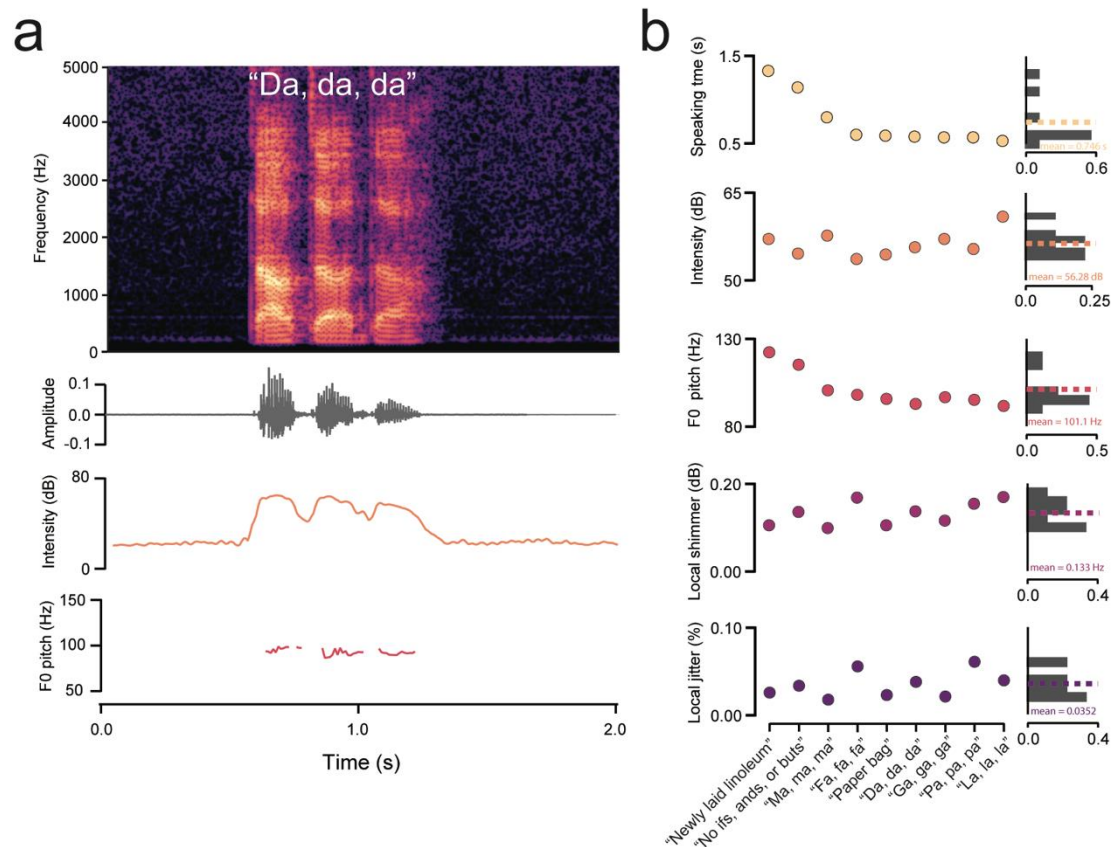 a
"Da, da, da"
5000
4000
3000
2000
1000
0
Frequency (Hz)
0.1
0.0
-0.1
Amplitude
80
0
Intensity (dB)
150
100
50
F0 pitch (Hz)
0.0
1.0
2.0
Time (s)
b
1.5
0.5
Speaking time (s)
mean = 0.746 s
0.0
0.6
65
50
Intensity (dB)
mean = 56.28 dB
0.0
0.25
130
80
F0 pitch (Hz)
mean = 101.1 Hz
0.0
0.5
0.20
0.00
Local shimmer (dB)
mean = 0.133 Hz
0.0
0.4
0.10
0.00
Local jitter (%)
mean = 0.0352
0.0
0.4
"Newly laid linoleum"
"No ifs, ands, or buts"
"Ma, ma, ma"
"Fa, fa, fa"
"Paper bag"
"Da, da, da"
"Ga, ga, ga"
"Pa, pa, pa"
"La, la, la"